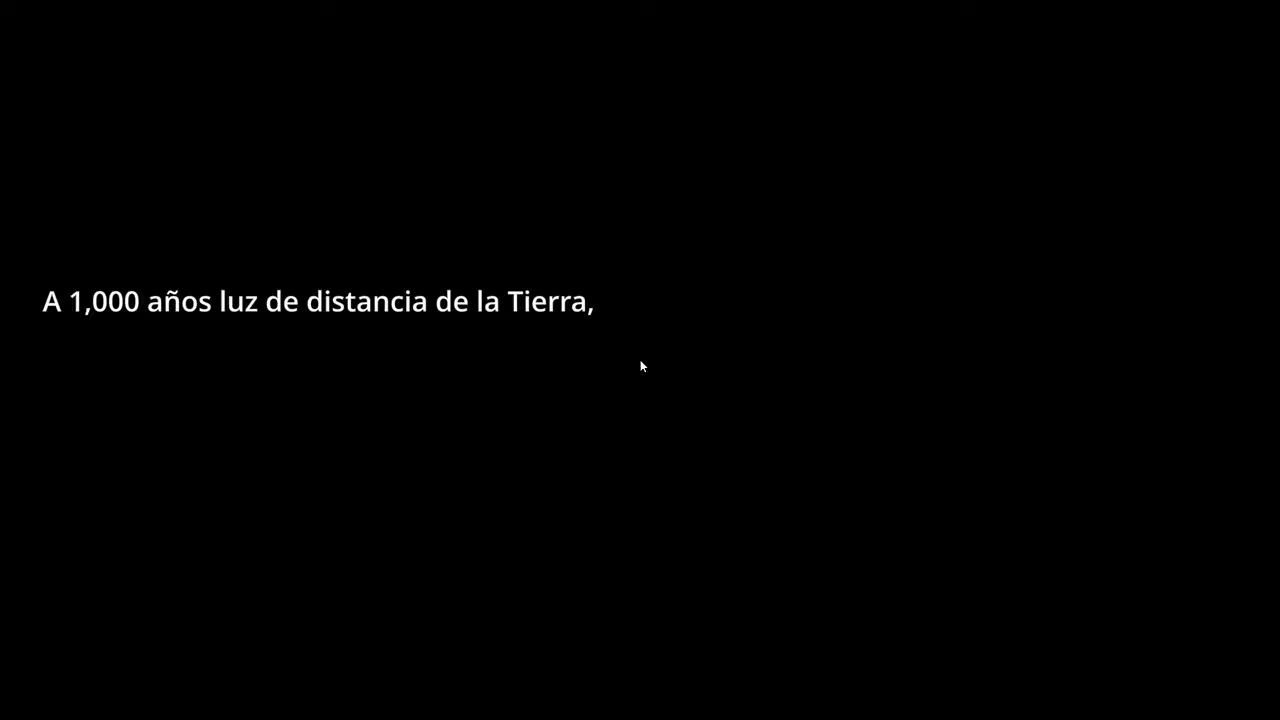 A 1,000 años luz de distancia de la Tierra,